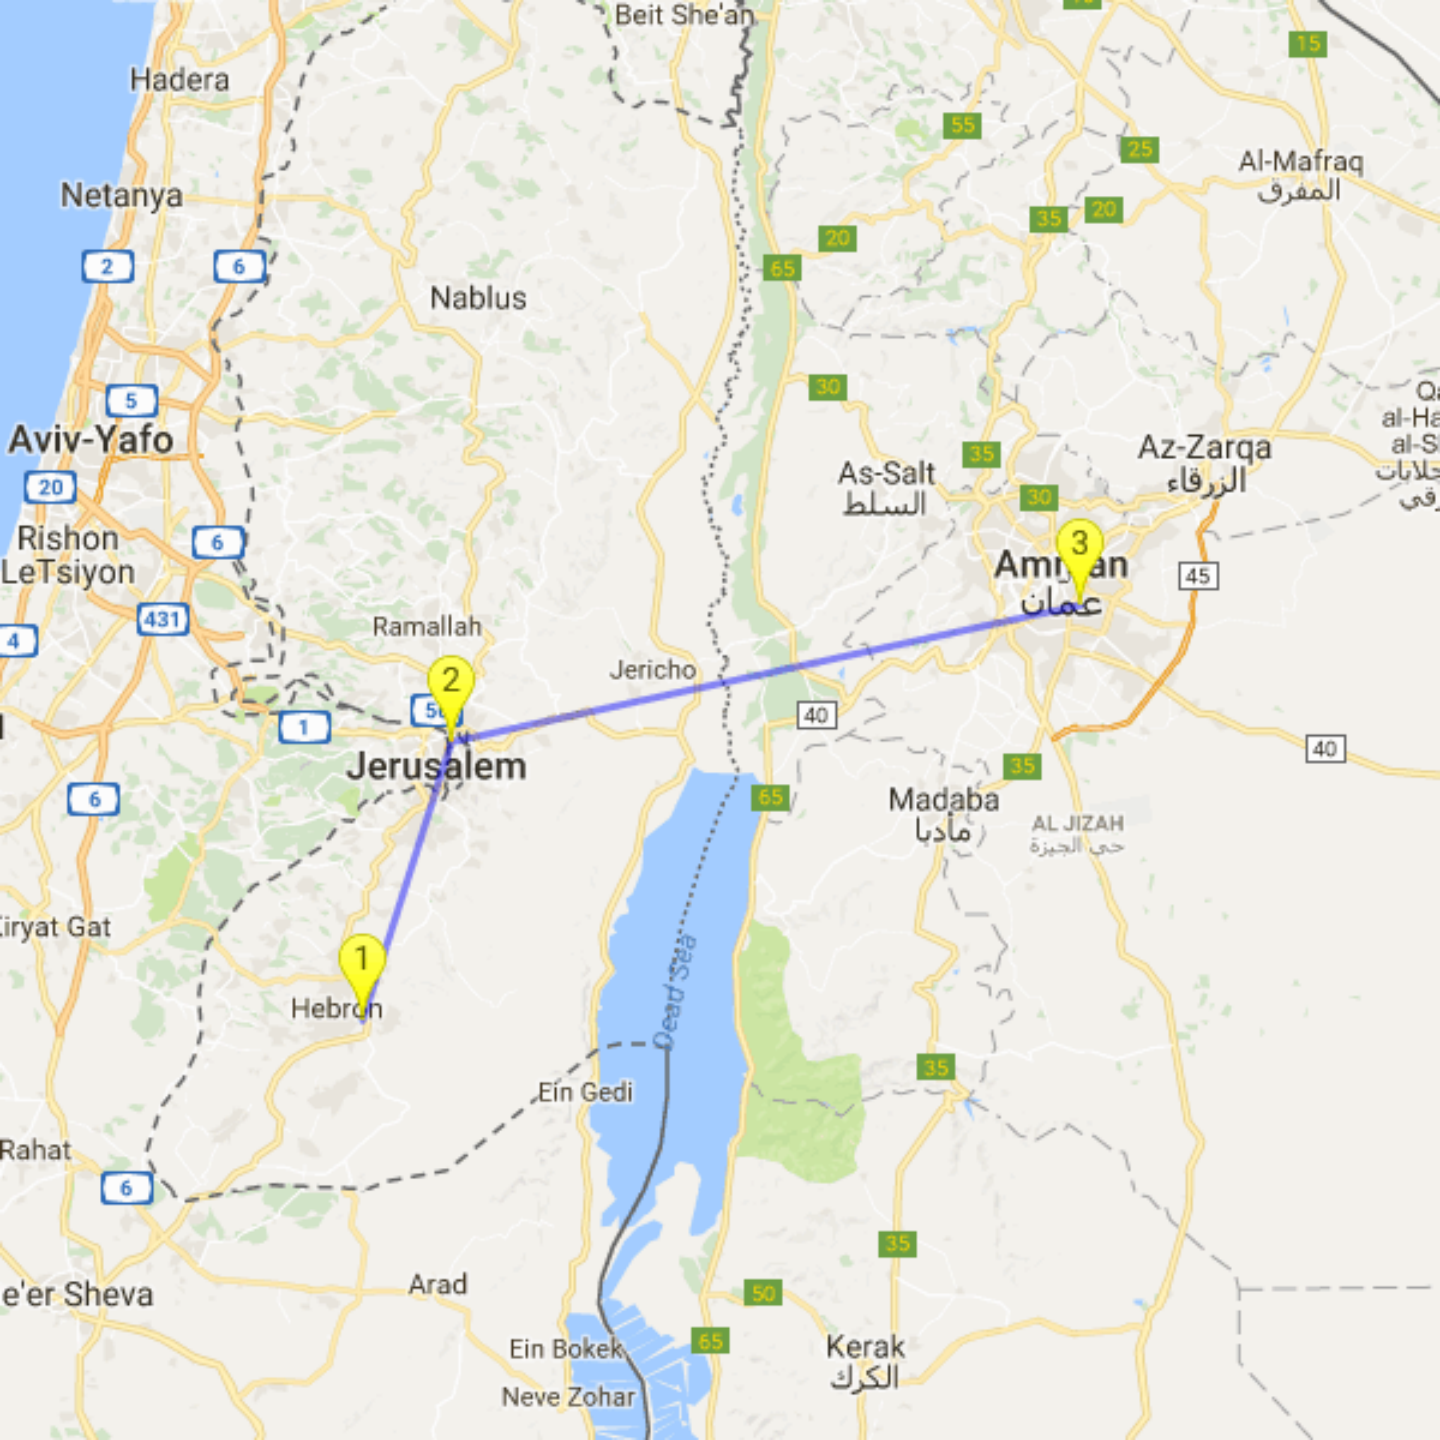 Beit She'an
15
Hadera
55
25
Al-Mafraq
المفرق
Netanya
20
35
20
2
6
65
Nablus
30
5
Aviv-Yafo
35
Az-Zarqa
الزرقاء
As-Salt
السلط
20
30
Rishon
LeTsiyon
6
3
Amman
عمان
45
431
4
Ramallah
Jericho
2
1
40
40
Jerusalem
35
6
65
Madaba
مادبا
AL JIZAH
حي الجيزة
iryat Gat
1
Hebron
Dead Sea
35
Ein Gedi
Rahat
6
35
e'er Sheva
Arad
50
65
Ein Bokek
Kerak
الكرك
Neve Zohar